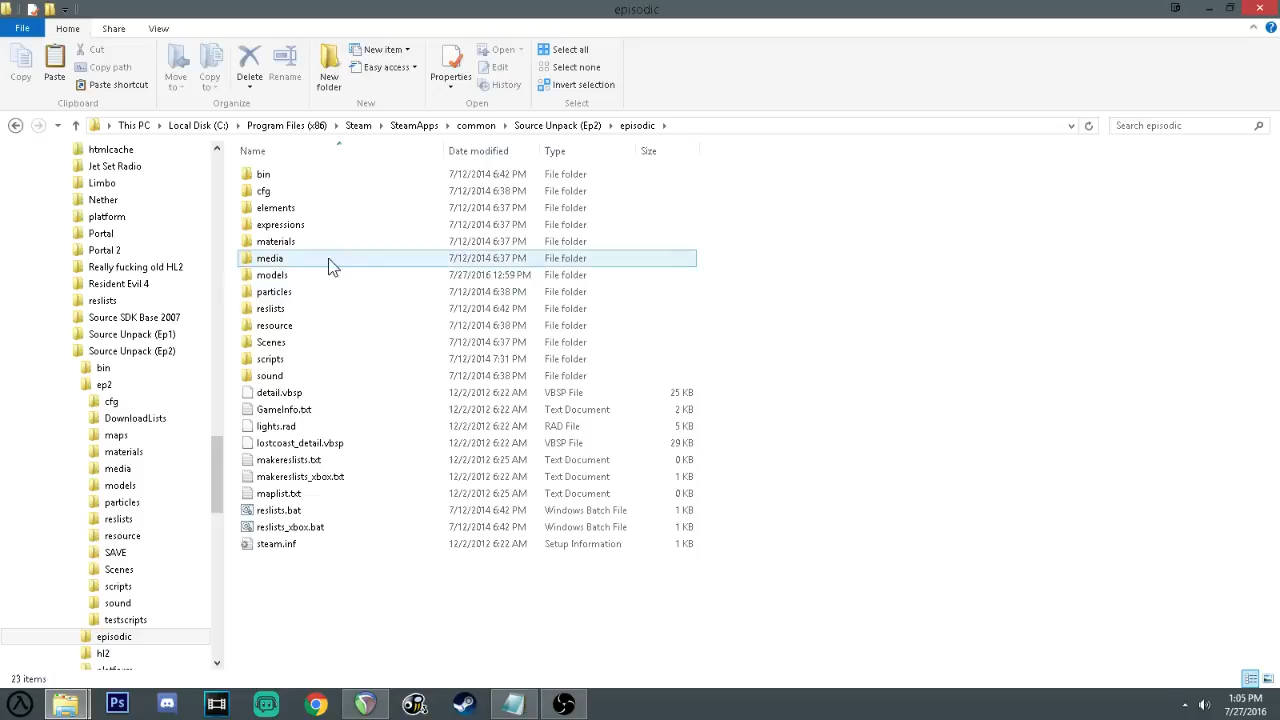 episodic
File Home Share View
Copy
Paste
Cut
Copy path
Paste shortcut
Clipboard
Move to
Copy to
Delete
Rename
Organize
New folder
New item
Easy access
New
Properties
Open
Edit
History
Open
Select all
Select none
Invert selection
Select
This PC Local Disk (C:) Program Files (x86) Steam SteamApps common Source Unpack (Ep2) episodic
Search episodic
htmlcache
Jet Set Radio
Limbo
Nether
platform
Portal
Portal 2
Really fucking old HL2
Resident Evil 4
reslists
Source SDK Base 2007
Source Unpack (Ep1)
Source Unpack (Ep2)
bin
ep2
cfg
DownloadLists
maps
materials
media
models
particles
reslists
resource
SAVE
Scenes
scripts
sound
testscripts
episodic
hl2
platform
Name Date modified Type Size
bin 7/12/2014 6:42 PM File folder
cfg 7/12/2014 6:38 PM File folder
elements 7/12/2014 6:37 PM File folder
expressions 7/12/2014 6:37 PM File folder
materials 7/12/2014 6:37 PM File folder
media 7/12/2014 6:37 PM File folder
models 7/27/2016 12:59 PM File folder
particles 7/12/2014 6:38 PM File folder
reslists 7/12/2014 6:42 PM File folder
resource 7/12/2014 6:38 PM File folder
Scenes 7/12/2014 6:37 PM File folder
scripts 7/12/2014 7:31 PM File folder
sound 7/12/2014 6:38 PM File folder
detail.vbsp 12/2/2012 6:22 AM VBSP File 25 KB
GameInfo.txt 12/2/2012 6:22 AM Text Document 2 KB
lights.rad 12/2/2012 6:22 AM RAD File 5 KB
lostcoast_detail.vbsp 12/2/2012 6:22 AM VBSP File 29 KB
makereslists.txt 12/2/2012 6:25 AM Text Document 0 KB
makereslists_xbox.txt 12/2/2012 6:22 AM Text Document 1 KB
maplist.txt 12/2/2012 6:25 AM Text Document 0 KB
reslists.bat 7/12/2014 6:42 PM Windows Batch File 1 KB
reslists_xbox.bat 7/12/2014 6:42 PM Windows Batch File 1 KB
steam.inf 12/2/2012 6:22 AM Setup Information 1 KB
23 items
Ps
1:05 PM
7/27/2016